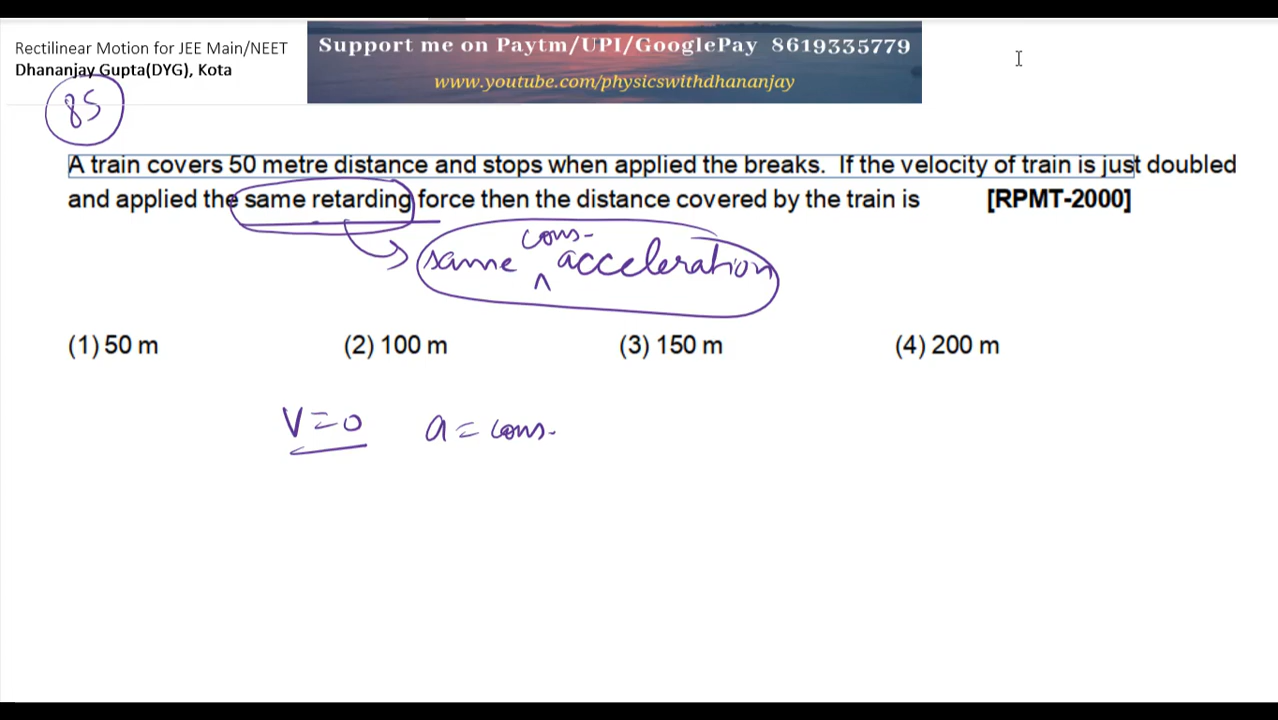 Rectilinear Motion for JEE Main/NEET
Dhananjay Gupta(DYG), Kota
Support me on Paytm/UPI/GooglePay 8619335779
www.youtube.com/physicswithdhananjay
85
A train covers 50 metre distance and stops when applied the breaks. If the velocity of train is just doubled
and applied the same retarding force then the distance covered by the train is [RPMT-2000]
cons-
same ^ acceleration
(1) 50 m (2) 100 m (3) 150 m (4) 200 m
V=0 a = cons-